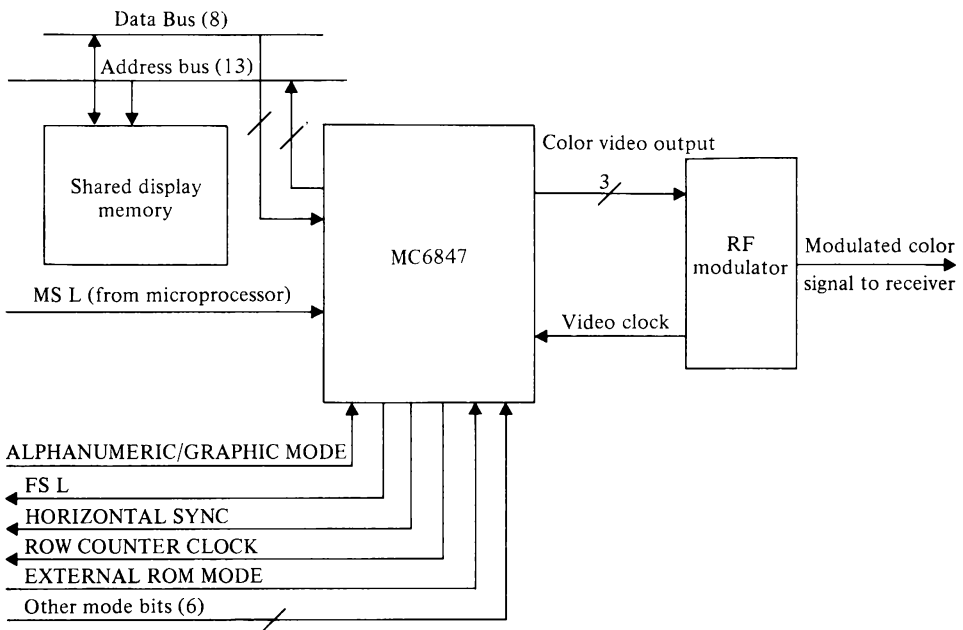 Data Bus (8)
Address bus (13)
Shared display
memory
Color video output
3
MC6847
RF
modulator
Modulated color
signal to receiver
MS L (from microprocessor)
Video clock
ALPHANUMERIC/GRAPHIC MODE
FS L
HORIZONTAL SYNC
ROW COUNTER CLOCK
EXTERNAL ROM MODE
Other mode bits (6)